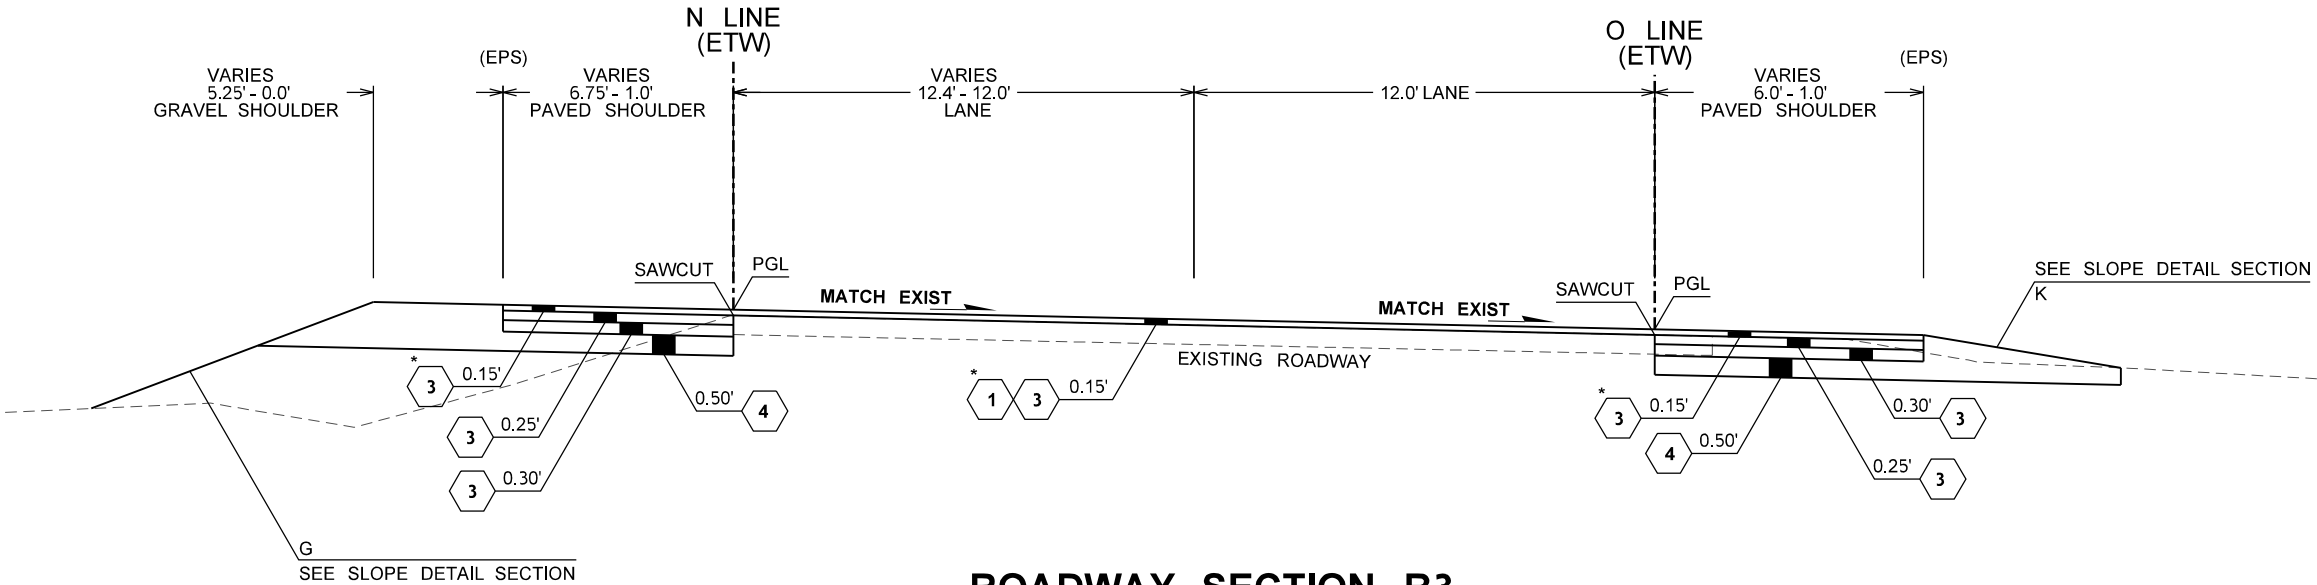 N LINE
(ETW)
O LINE
(ETW)
(EPS)
(EPS)
VARIES
5.25' - 0.0'
GRAVEL SHOULDER
VARIES
6.75' - 1.0'
PAVED SHOULDER
VARIES
12.4' - 12.0'
LANE
12.0' LANE
VARIES
6.0' - 1.0'
PAVED SHOULDER
SAWCUT
PGL
MATCH EXIST
MATCH EXIST
SAWCUT
PGL
SEE SLOPE DETAIL SECTION
K
EXISTING ROADWAY
* 3 0.15'
3 0.25'
3 0.30'
0.50' 4
* 1 3 0.15'
* 3 0.15'
4 0.50'
0.30' 3
0.25' 3
G
SEE SLOPE DETAIL SECTION
ROADWAY SECTION B3